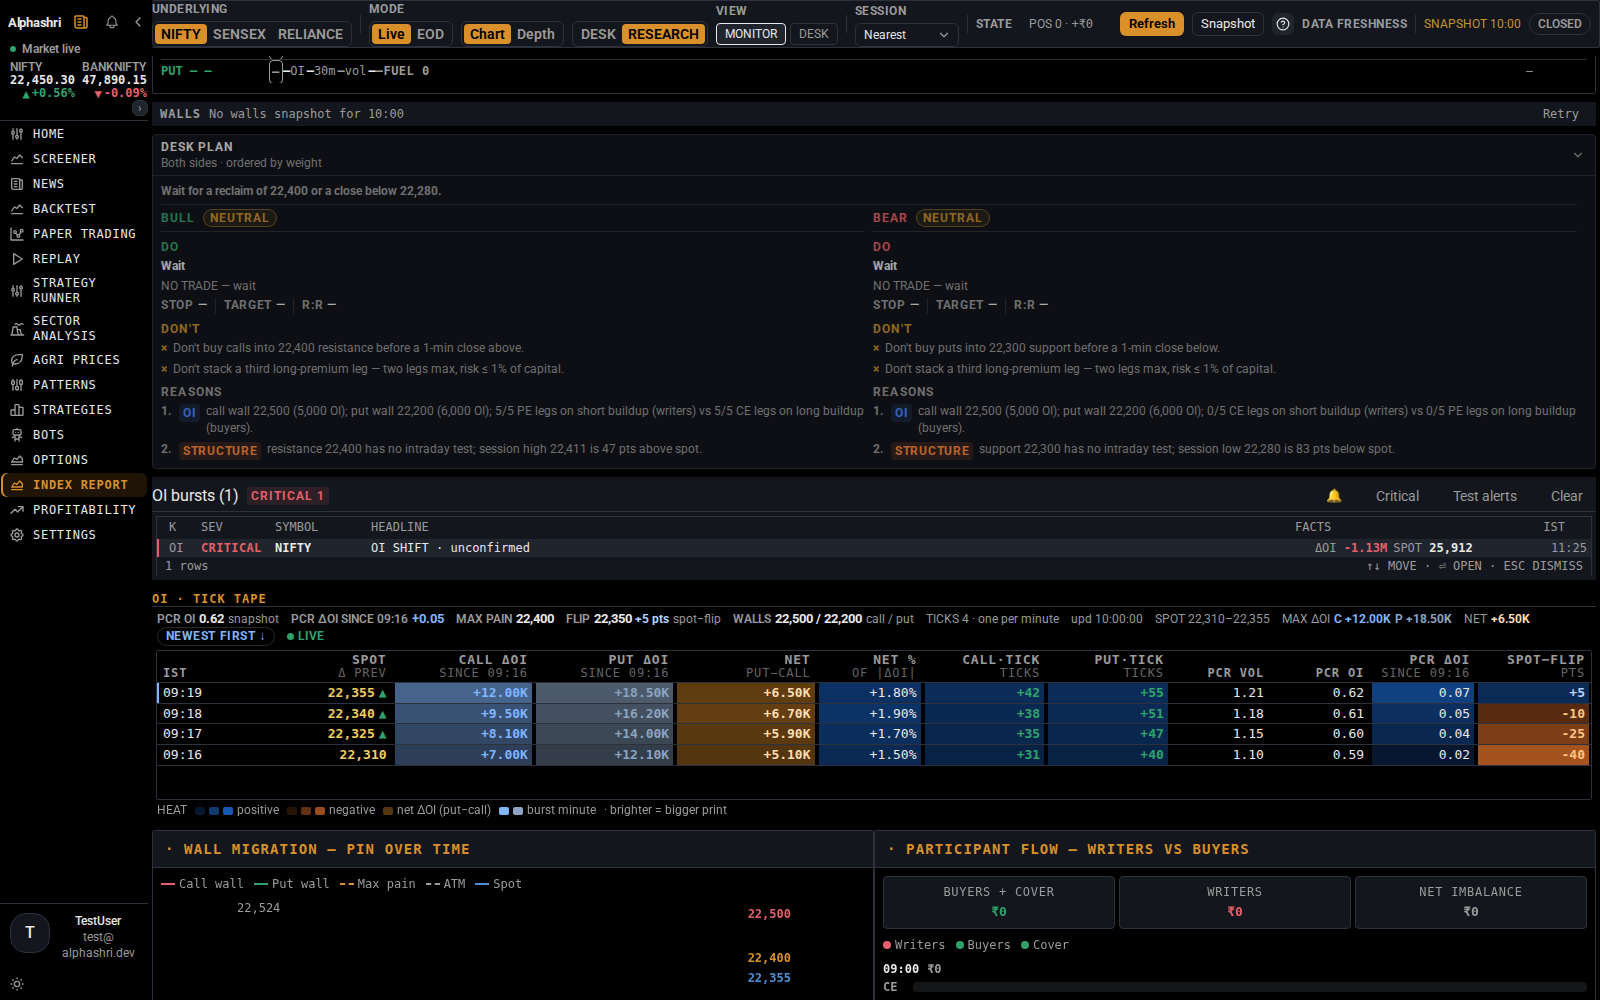 Alphashri
Market live
NIFTY BANKNIFTY
22,450.30 47,890.15
▲+0.56% ▼-0.09%
›
HOME
SCREENER
NEWS
BACKTEST
PAPER TRADING
REPLAY
STRATEGY
RUNNER
SECTOR
ANALYSIS
AGRI PRICES
PATTERNS
STRATEGIES
BOTS
OPTIONS
INDEX REPORT
PROFITABILITY
SETTINGS
T
TestUser
test@
alphashri.dev
UNDERLYING MODE VIEW SESSION
NIFTY SENSEX RELIANCE Live EOD Chart Depth DESK RESEARCH MONITOR DESK Nearest STATE POS 0 · +₹0 Refresh Snapshot DATA FRESHNESS SNAPSHOT 10:00 CLOSED
PUT — — — —OI—30m—vol——FUEL 0 —
WALLS No walls snapshot for 10:00 Retry
DESK PLAN
Both sides · ordered by weight
Wait for a reclaim of 22,400 or a close below 22,280.
BULL NEUTRAL
DO
Wait
NO TRADE — wait
STOP — TARGET — R:R —
DON'T
× Don't buy calls into 22,400 resistance before a 1-min close above.
× Don't stack a third long-premium leg — two legs max, risk ≤ 1% of capital.
REASONS
1. OI call wall 22,500 (5,000 OI); put wall 22,200 (6,000 OI); 5/5 PE legs on short buildup (writers) vs 5/5 CE legs on long buildup
(buyers).
2. STRUCTURE resistance 22,400 has no intraday test; session high 22,411 is 47 pts above spot.
BEAR NEUTRAL
DO
Wait
NO TRADE — wait
STOP — TARGET — R:R —
DON'T
× Don't buy puts into 22,300 support before a 1-min close below.
× Don't stack a third long-premium leg — two legs max, risk ≤ 1% of capital.
REASONS
1. OI call wall 22,500 (5,000 OI); put wall 22,200 (6,000 OI); 0/5 CE legs on short buildup (writers) vs 0/5 PE legs on long buildup
(buyers).
2. STRUCTURE support 22,300 has no intraday test; session low 22,280 is 83 pts below spot.
OI bursts (1) CRITICAL 1 🔔 Critical Test alerts Clear
K SEV SYMBOL HEADLINE FACTS IST
OI CRITICAL NIFTY OI SHIFT · unconfirmed ΔOI -1.13M SPOT 25,912 11:25
1 rows ↑↓ MOVE · ⏎ OPEN · ESC DISMISS
OI · TICK TAPE
PCR OI 0.62 snapshot PCR ΔOI SINCE 09:16 +0.05 MAX PAIN 22,400 FLIP 22,350 +5 pts spot−flip WALLS 22,500 / 22,200 call / put TICKS 4 · one per minute upd 10:00:00 SPOT 22,310–22,355 MAX ΔOI C +12.00K P +18.50K NET +6.50K
NEWEST FIRST ↓ LIVE
SPOT CALL ΔOI PUT ΔOI NET NET % CALL·TICK PUT·TICK PCR ΔOI SPOT−FLIP
IST Δ PREV SINCE 09:16 SINCE 09:16 PUT−CALL OF |ΔOI| TICKS TICKS PCR VOL PCR OI SINCE 09:16 PTS
09:19 22,355 ▲ +12.00K +18.50K +6.50K +1.80% +42 +55 1.21 0.62 0.07 +5
09:18 22,340 ▲ +9.50K +16.20K +6.70K +1.90% +38 +51 1.18 0.61 0.05 -10
09:17 22,325 ▲ +8.10K +14.00K +5.90K +1.70% +35 +47 1.15 0.60 0.04 -25
09:16 22,310 +7.00K +12.10K +5.10K +1.50% +31 +40 1.10 0.59 0.02 -40
HEAT positive negative net ΔOI (put−call) burst minute · brighter = bigger print
· WALL MIGRATION — PIN OVER TIME
Call wall Put wall Max pain ATM Spot
22,524
22,500
22,400
22,355
· PARTICIPANT FLOW — WRITERS VS BUYERS
BUYERS + COVER WRITERS NET IMBALANCE
₹0 ₹0 ₹0
Writers Buyers Cover
09:00 ₹0
CE